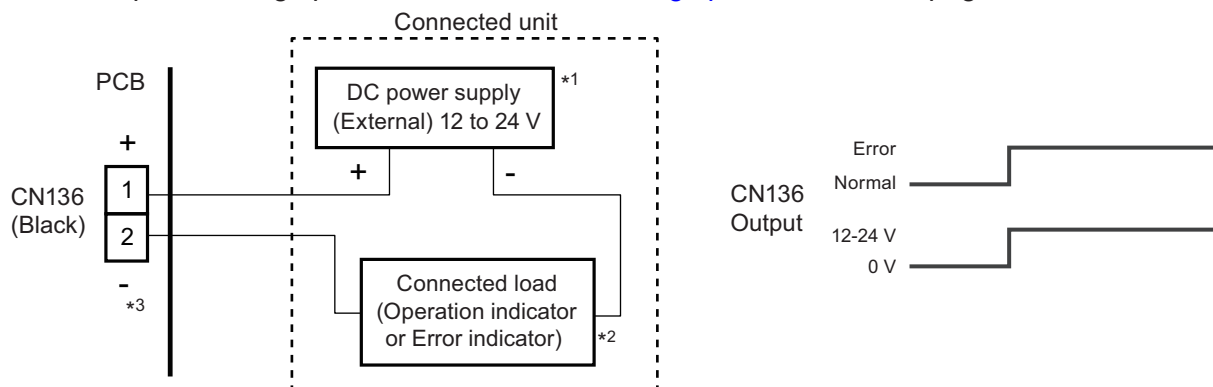 Connected unit
PCB
DC power supply
(External) 12 to 24 V
*1
+
+
-
CN136
(Black)
1
2
-
*3
Connected load
(Operation indicator
or Error indicator)
*2
Error
Normal
CN136
Output
12-24 V
0 V